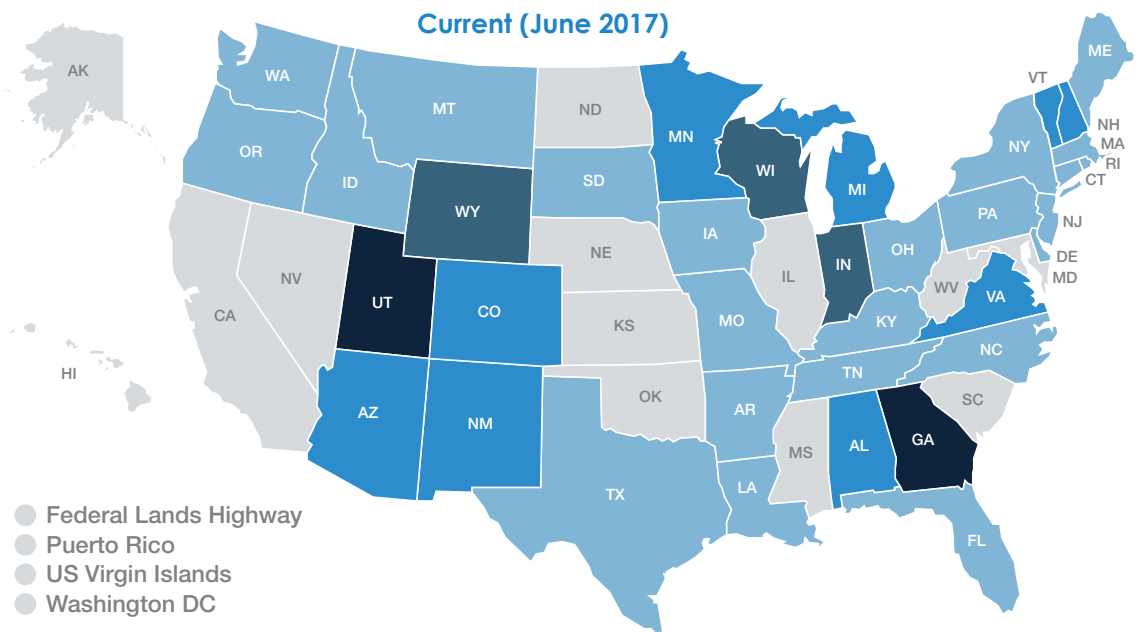 Current (June 2017)
AK
WA
MT
ND
MN
VT
ME
OR
ID
WY
SD
WI
MI
NY
NH
MA
RI
CT
NV
CA
UT
CO
NE
IA
IL
IN
OH
PA
NJ
DE
MD
WV
VA
KS
MO
KY
NC
HI
AZ
NM
OK
AR
TN
SC
MS
AL
GA
TX
LA
FL
Federal Lands Highway
Puerto Rico
US Virgin Islands
Washington DC